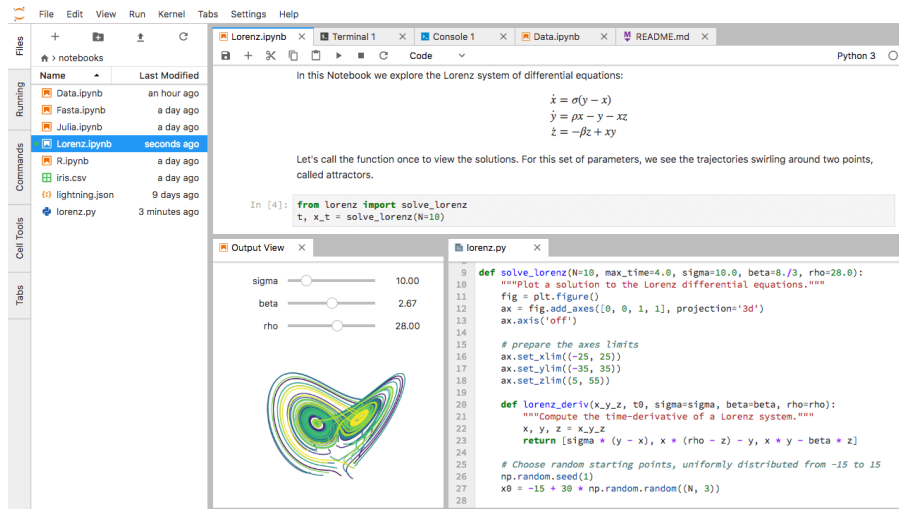 File Edit View Run Kernel Tabs Settings Help
Files
Running
Commands
Cell Tools
Tabs
notebooks
Name Last Modified
Data.ipynb an hour ago
Fasta.ipynb a day ago
Julia.ipynb a day ago
Lorenz.ipynb seconds ago
R.ipynb a day ago
iris.csv a day ago
lightning.json 9 days ago
lorenz.py 3 minutes ago
Lorenz.ipynb Terminal 1 Console 1 Data.ipynb README.md
Code Python 3
In this Notebook we explore the Lorenz system of differential equations:
ẋ = σ(y − x)
ẏ = ρx − y − xz
ż = −βz + xy
Let's call the function once to view the solutions. For this set of parameters, we see the trajectories swirling around two points,
called attractors.
In [4]: from lorenz import solve_lorenz
t, x_t = solve_lorenz(N=10)
Output View
sigma 10.00
beta 2.67
rho 28.00
lorenz.py
9 def solve_lorenz(N=10, max_time=4.0, sigma=10.0, beta=8./3, rho=28.0):
10 """Plot a solution to the Lorenz differential equations."""
11 fig = plt.figure()
12 ax = fig.add_axes([0, 0, 1, 1], projection='3d')
13 ax.axis('off')
14
15 # prepare the axes limits
16 ax.set_xlim((-25, 25))
17 ax.set_ylim((-35, 35))
18 ax.set_zlim((5, 55))
19
20 def lorenz_deriv(x_y_z, t0, sigma=sigma, beta=beta, rho=rho):
21 """Compute the time-derivative of a Lorenz system."""
22 x, y, z = x_y_z
23 return [sigma * (y - x), x * (rho - z) - y, x * y - beta * z]
24
25 # Choose random starting points, uniformly distributed from -15 to 15
26 np.random.seed(1)
27 x0 = -15 + 30 * np.random.random((N, 3))
28